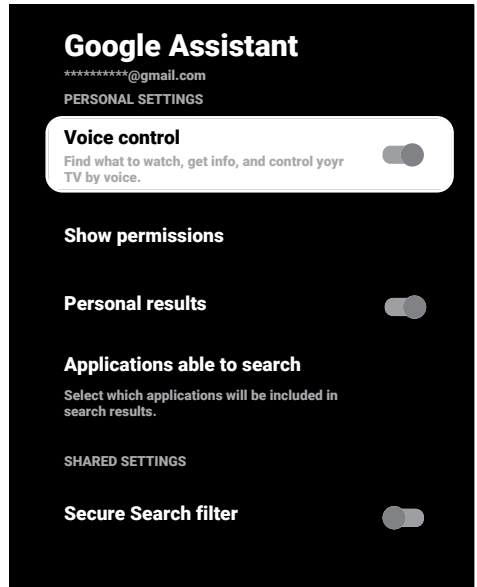 Google Assistant
**********@gmail.com
PERSONAL SETTINGS
Voice control
Find what to watch, get info, and control yoyr
TV by voice.
Show permissions
Personal results
Applications able to search
Select which applications will be included in
search results.
SHARED SETTINGS
Secure Search filter